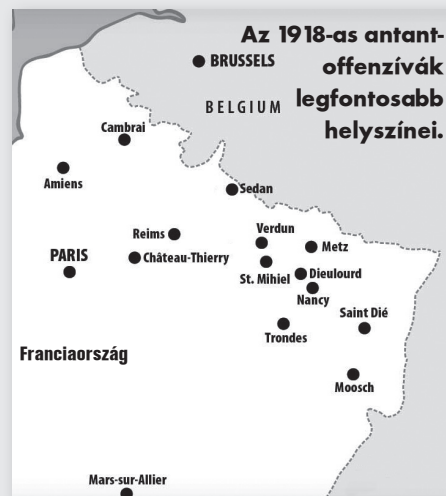 Az 1918-as antant-
offenzívák
legfontosabb
helyszínei.
BRUSSELS
BELGIUM
Cambrai
Amiens
Sedan
Reims
Verdun
Metz
PARIS
Château-Thierry
St. Mihiel
Dieulourd
Nancy
Saint Dié
Trondes
Franciaország
Moosch
Mars-sur-Allier